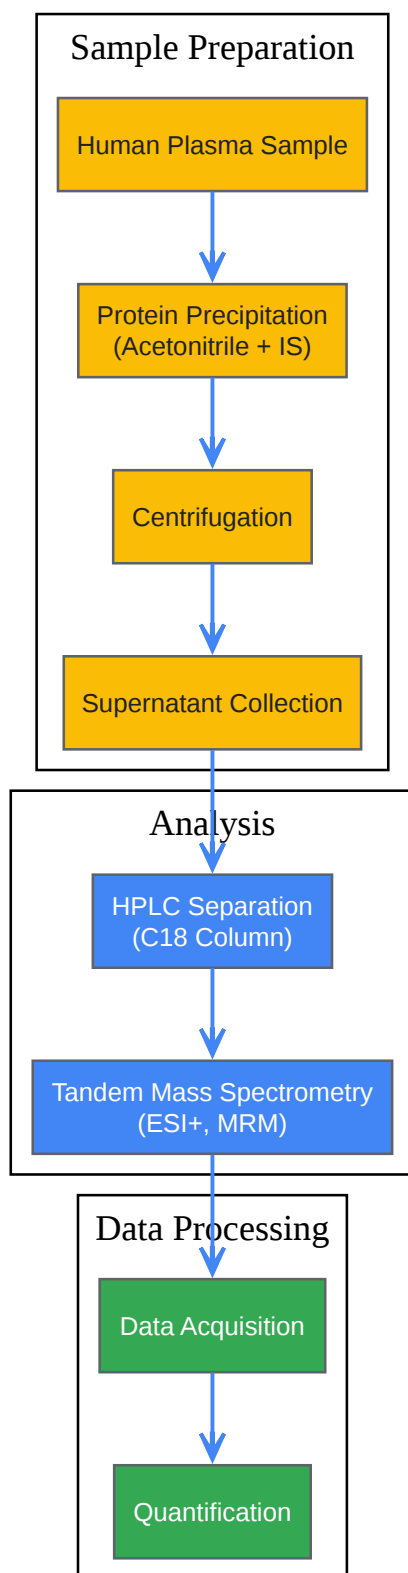 Sample Preparation
Human Plasma Sample
Protein Precipitation
(Acetonitrile + IS)
Centrifugation
Supernatant Collection
Analysis
HPLC Separation
(C18 Column)
Tandem Mass Spectrometry
(ESI+, MRM)
Data Processing
Data Acquisition
Quantification